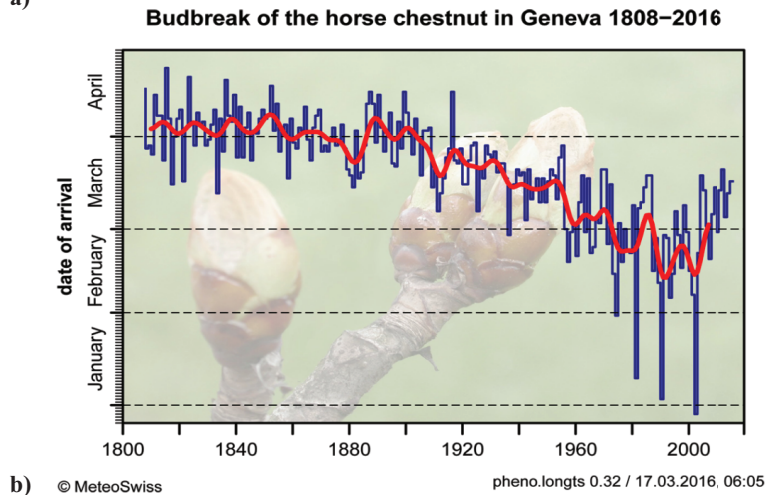 a)
Budbreak of the horse chestnut in Geneva 1808−2016
date of arrival
April
March
February
January
1800
1840
1880
1920
1960
2000
b)
© MeteoSwiss
pheno.longts 0.32 / 17.03.2016, 06:05